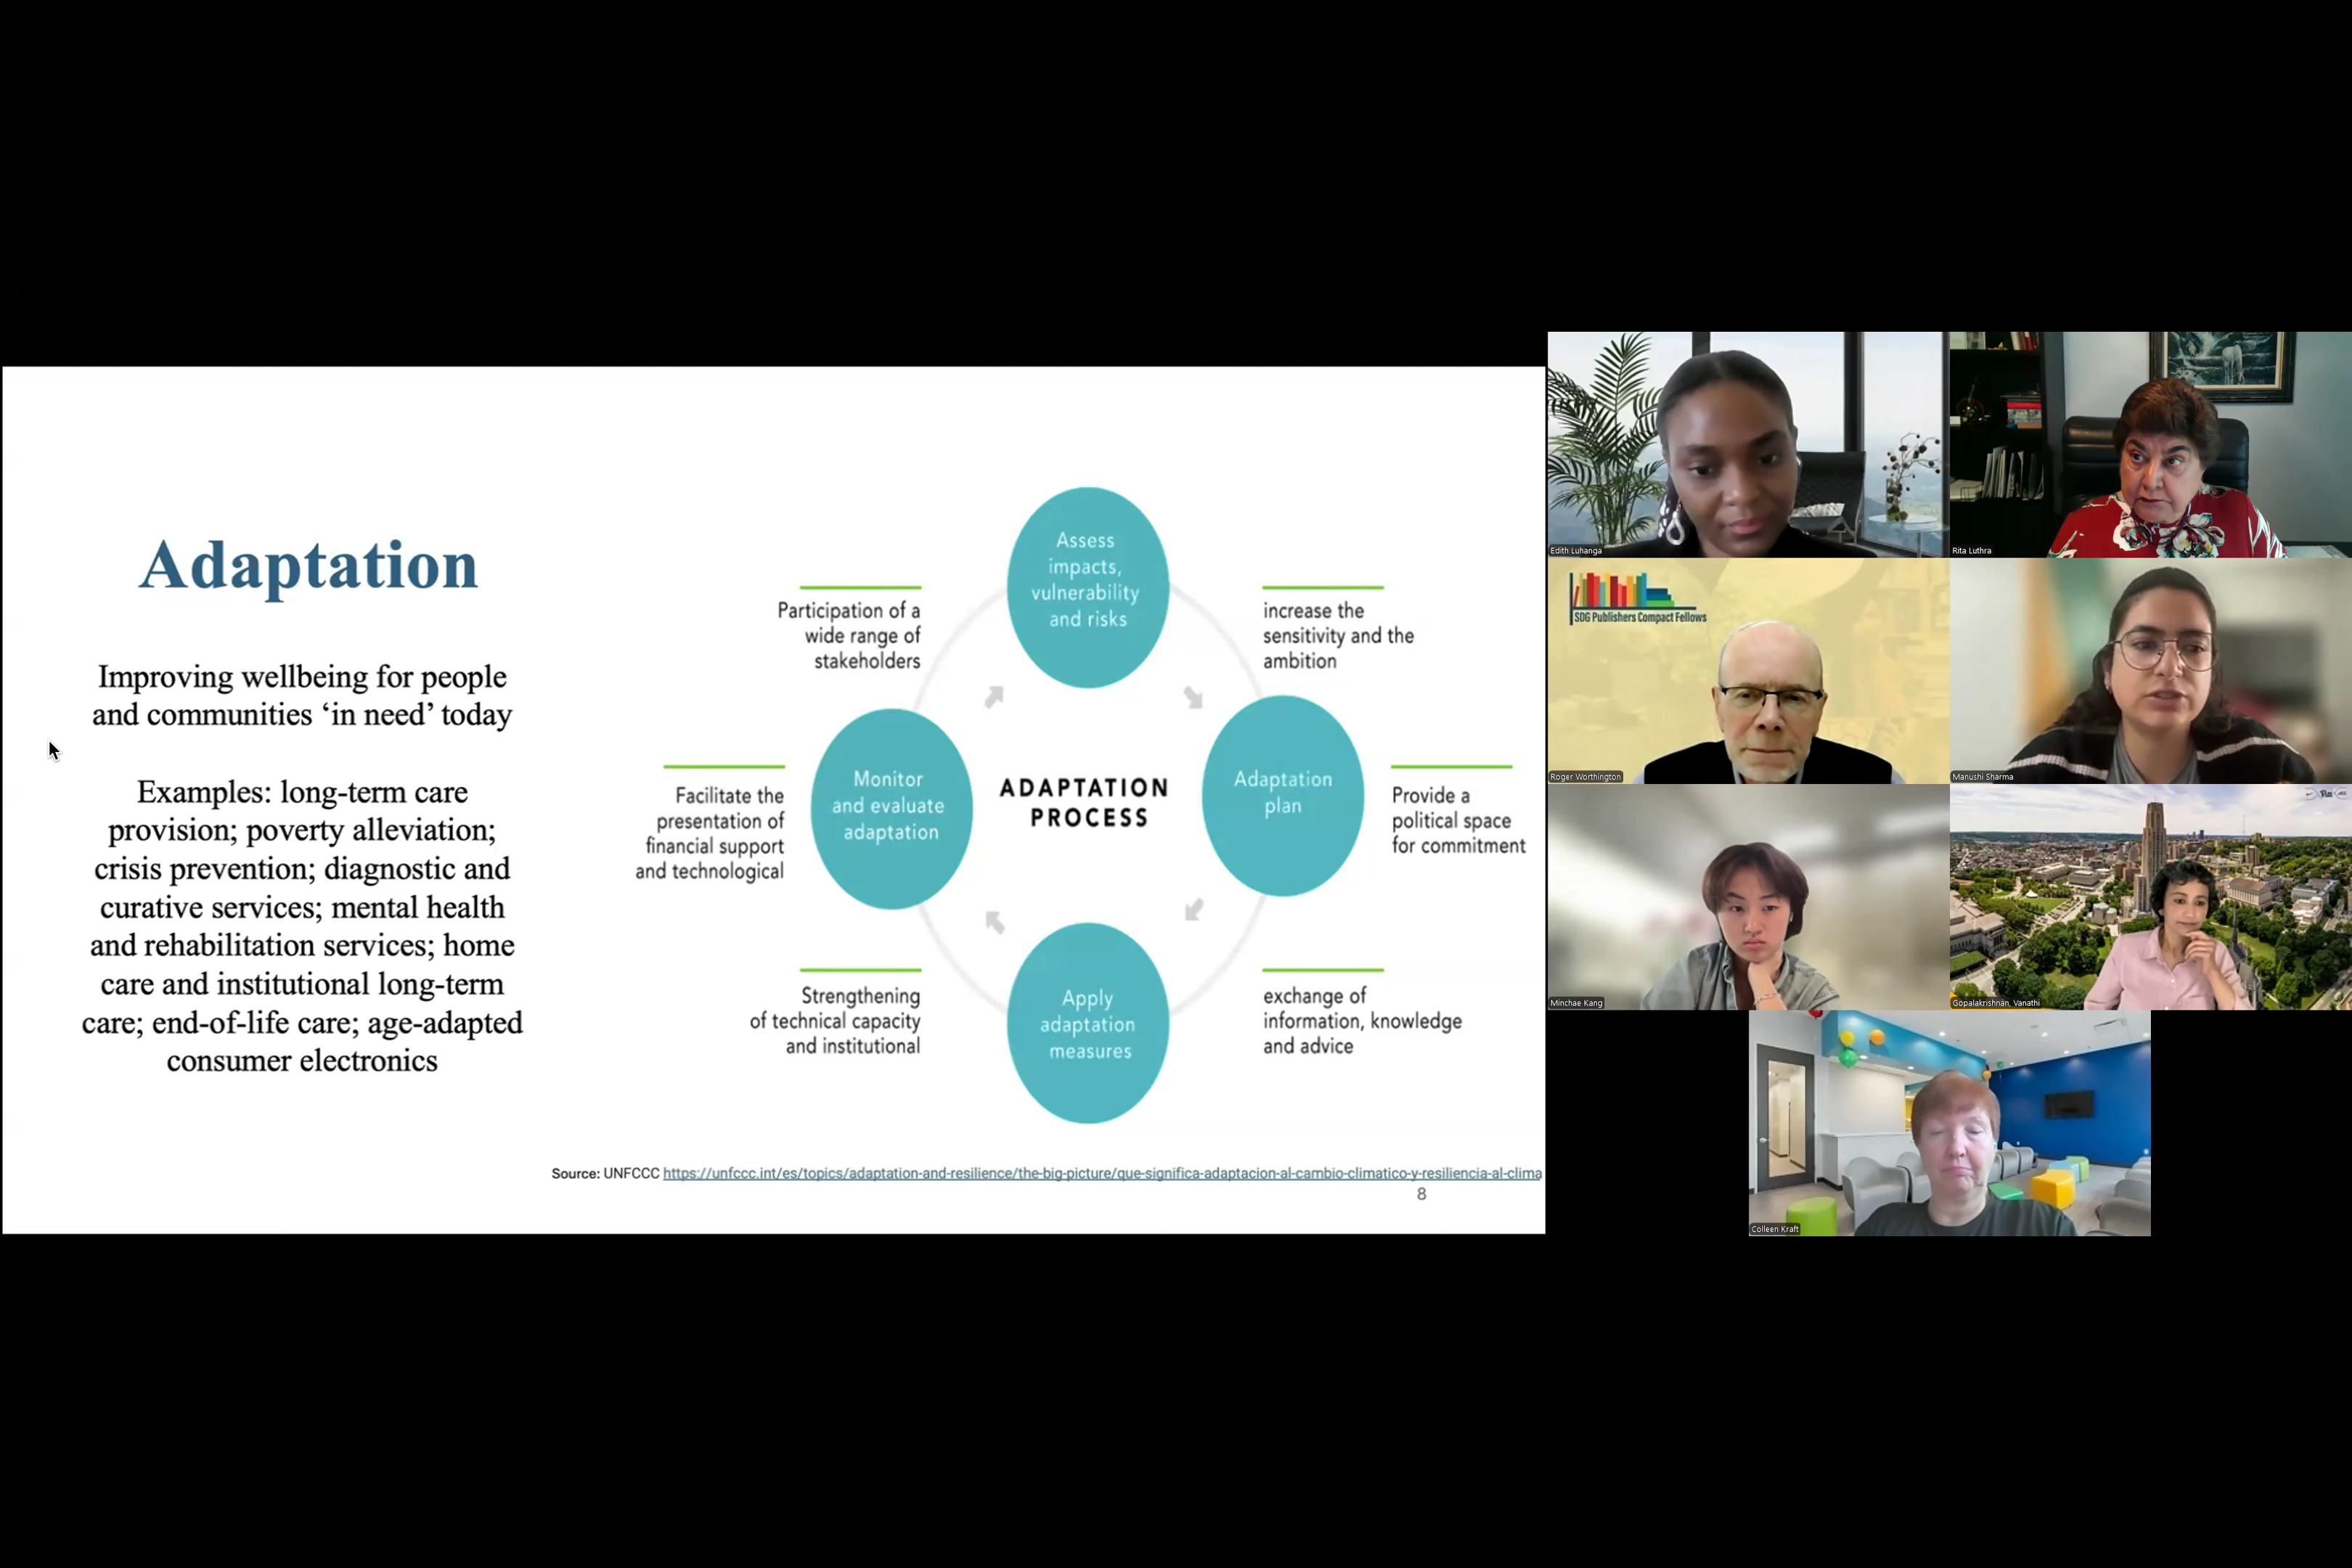 Adaptation
Improving wellbeing for people
and communities ‘in need’ today
Examples: long-term care
provision; poverty alleviation;
crisis prevention; diagnostic and
curative services; mental health
and rehabilitation services; home
care and institutional long-term
care; end-of-life care; age-adapted
consumer electronics
Assess
impacts,
vulnerability
and risks
Participation of a
wide range of
stakeholders
increase the
sensitivity and the
ambition
Monitor
and evaluate
adaptation
ADAPTATION
PROCESS
Adaptation
plan
Facilitate the
presentation of
financial support
and technological
Provide a
political space
for commitment
Strengthening
of technical capacity
and institutional
Apply
adaptation
measures
exchange of
information, knowledge
and advice
Source: UNFCCC https://unfccc.int/es/topics/adaptation-and-resilience/the-big-picture/que-significa-adaptacion-al-cambio-climatico-y-resiliencia-al-clima
8
Edith Luhanga
Rita Luthra
SDG Publishers Compact Fellows
Roger Worthington
Manushi Sharma
Minchae Kang
Pitt
Gopalakrishnan, Vanathi
Colleen Kraft